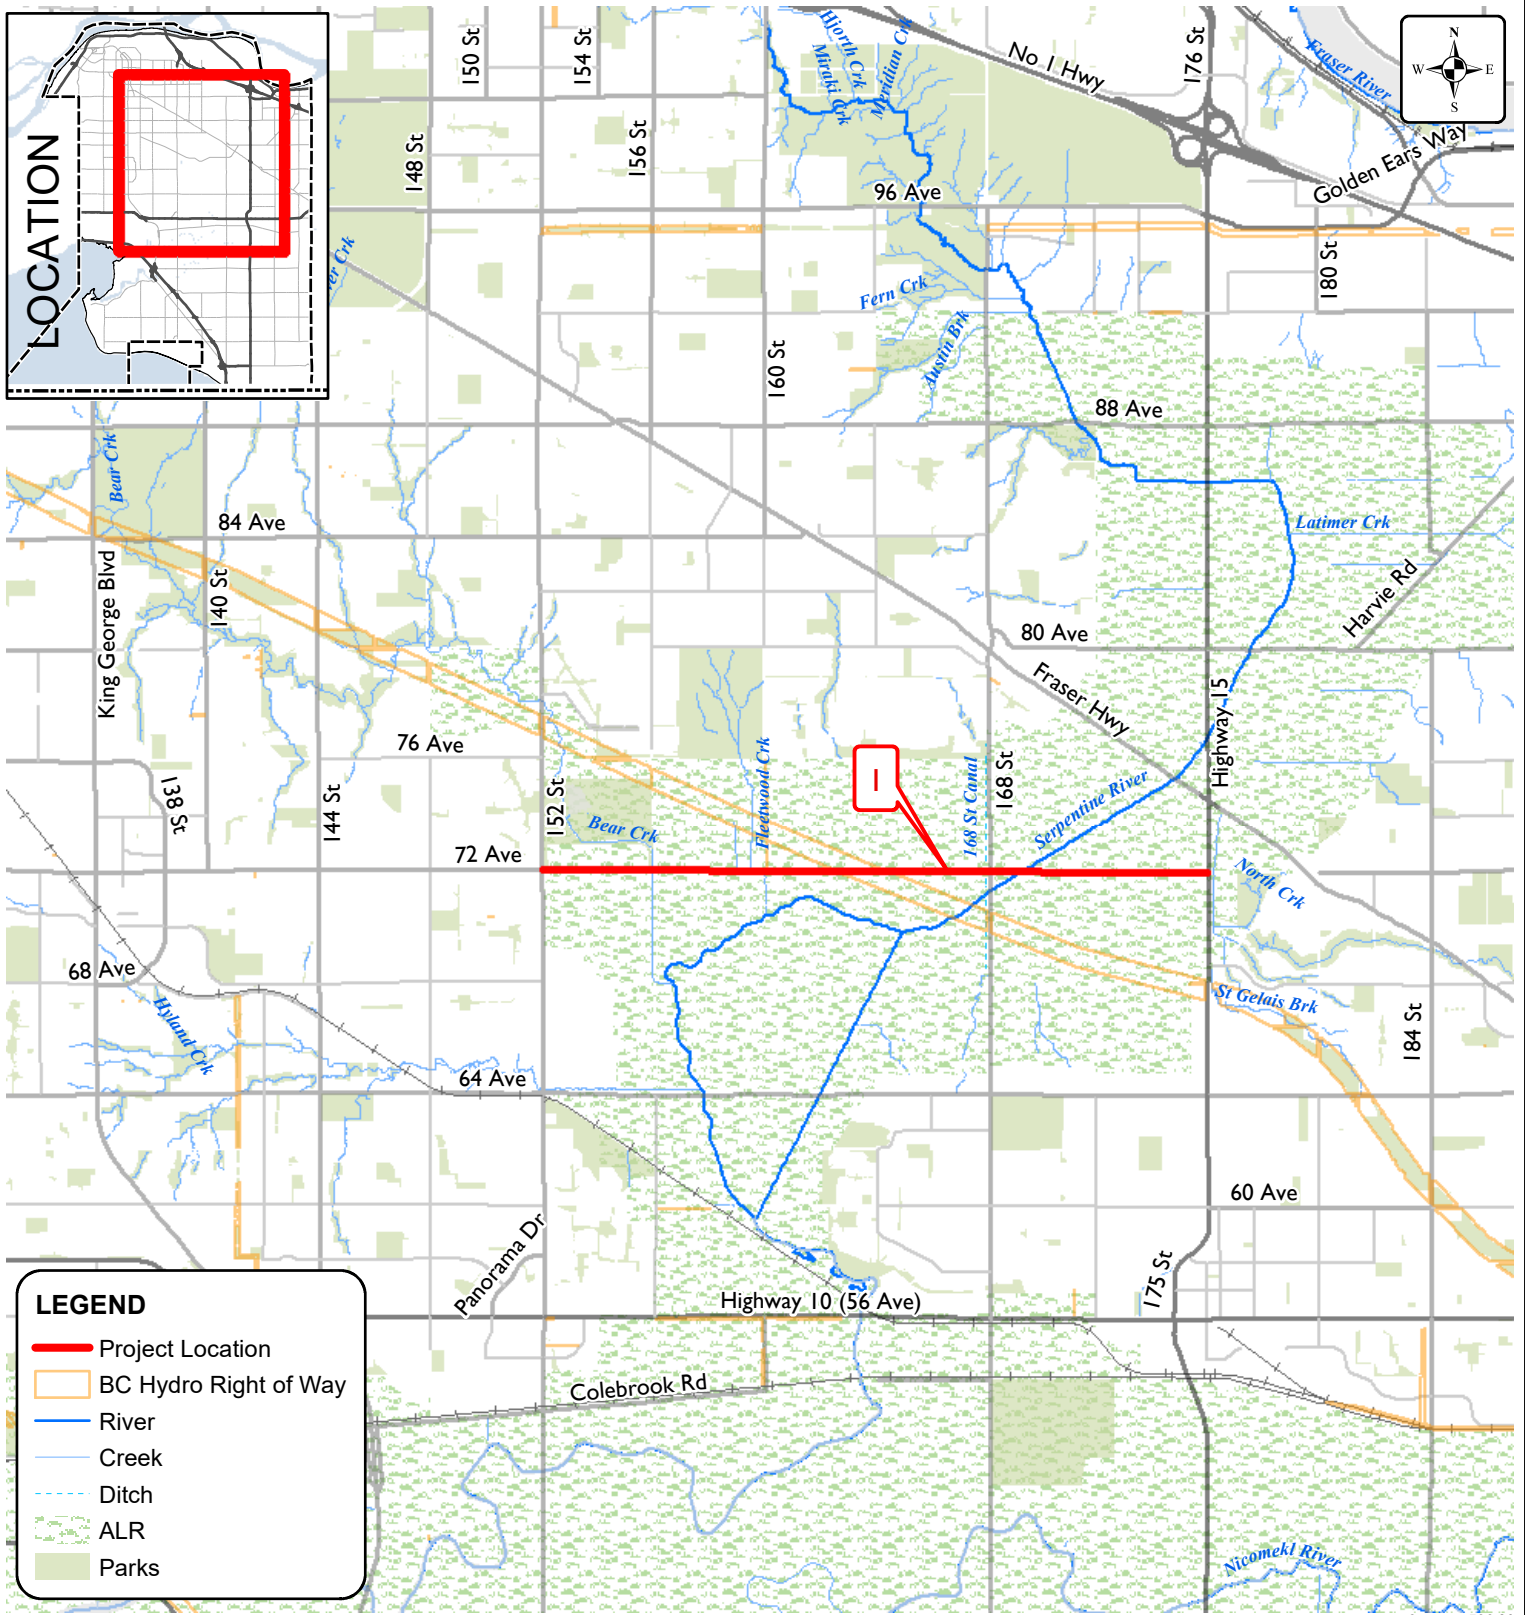 LOCATION
N
W
E
S
150 St
154 St
Hjorth Crk
Miraki Crk
Meridian Crk
No 1 Hwy
176 St
Fraser River
Golden Ears Way
148 St
156 St
96 Ave
180 St
Fern Crk
Austin Brk
160 St
88 Ave
Bear Crk
84 Ave
Latimer Crk
King George Blvd
140 St
Harvie Rd
80 Ave
Fraser Hwy
Highway 15
76 Ave
138 St
144 St
152 St
Fleetwood Crk
1
168 St Canal
168 St
Serpentine River
Bear Crk
72 Ave
North Crk
68 Ave
Hyland Crk
St Gelais Brk
184 St
64 Ave
60 Ave
Panorama Dr
175 St
Highway 10 (56 Ave)
Colebrook Rd
Nicomekl River
LEGEND
Project Location
BC Hydro Right of Way
River
Creek
Ditch
ALR
Parks